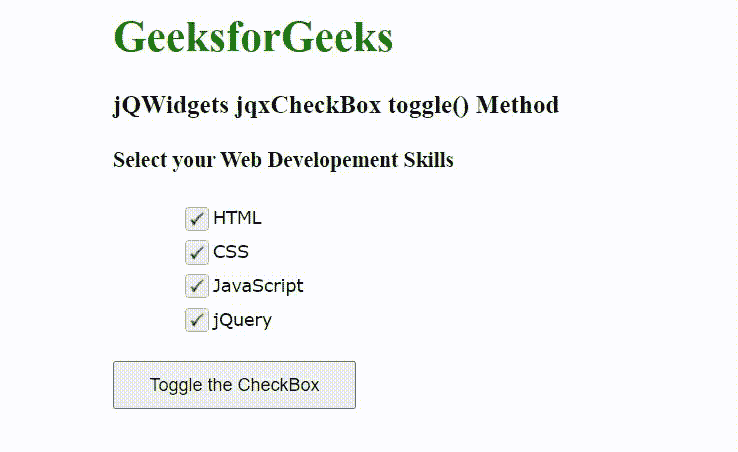 GeeksforGeeks
jQWidgets jqxCheckBox toggle() Method
Select your Web Developement Skills
HTML
CSS
JavaScript
jQuery
Toggle the CheckBox